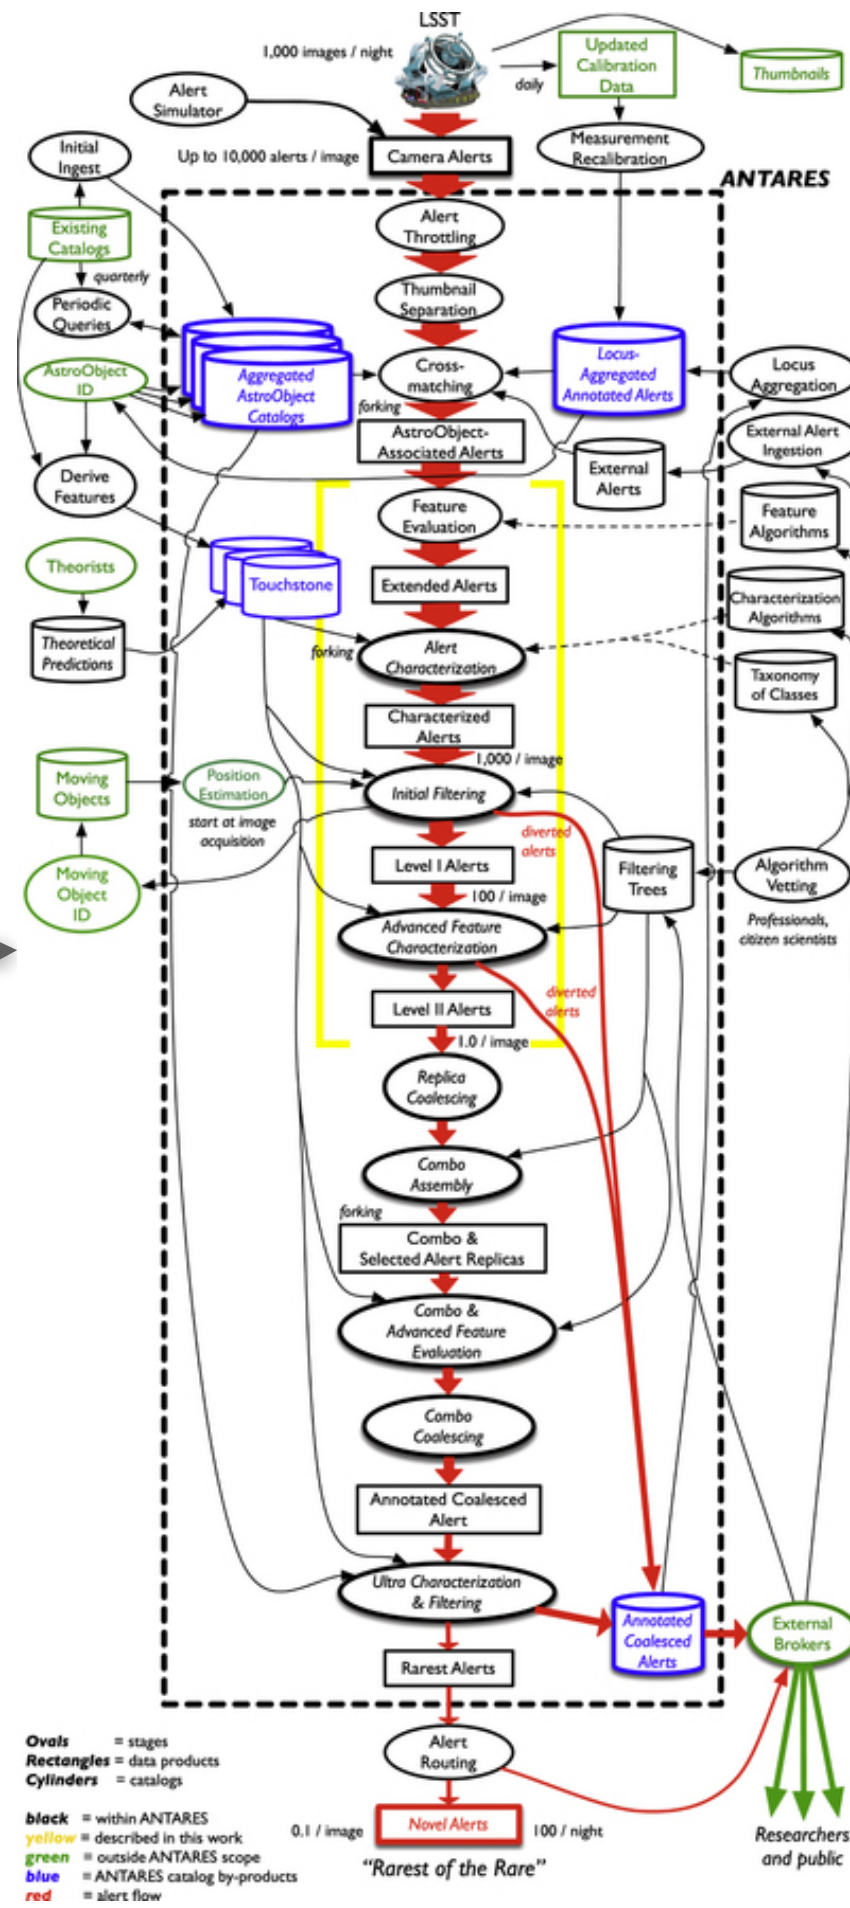 LSST
1,000 images / night
Updated
Calibration
Data
Thumbnails
daily
Alert
Simulator
Initial
Ingest
Up to 10,000 alerts / image
Camera Alerts
Measurement
Recalibration
ANTARES
Alert
Throttling
Existing
Catalogs
quarterly
Periodic
Queries
Thumbnail
Separation
AstroObject
ID
Aggregated
AstroObject
Catalogs
Cross-
matching
Locus-
Aggregated
Annotated Alerts
Locus
Aggregation
forking
AstroObject-
Associated Alerts
External Alert
Ingestion
External
Alerts
Derive
Features
Feature
Evaluation
Feature
Algorithms
Theorists
Touchstone
Extended Alerts
Characterization
Algorithms
Theoretical
Predictions
forking
Alert
Characterization
Taxonomy
of Classes
Characterized
Alerts
1,000 / image
Moving
Objects
Position
Estimation
Initial Filtering
start at image
acquisition
diverted
alerts
Moving
Object
ID
Level I Alerts
100 / image
Filtering
Trees
Algorithm
Vetting
Professionals,
citizen scientists
Advanced Feature
Characterization
diverted
alerts
Level II Alerts
1.0 / image
Replica
Coalescing
Combo
Assembly
forking
Combo &
Selected Alert Replicas
Combo &
Advanced Feature
Evaluation
Combo
Coalescing
Annotated Coalesced
Alert
Ultra Characterization
& Filtering
Annotated
Coalesced
Alerts
External
Brokers
Rarest Alerts
Alert
Routing
Ovals = stages
Rectangles = data products
Cylinders = catalogs
black = within ANTARES
yellow = described in this work
green = outside ANTARES scope
blue = ANTARES catalog by-products
red = alert flow
0.1 / image
Novel Alerts
100 / night
"Rarest of the Rare"
Researchers
and public